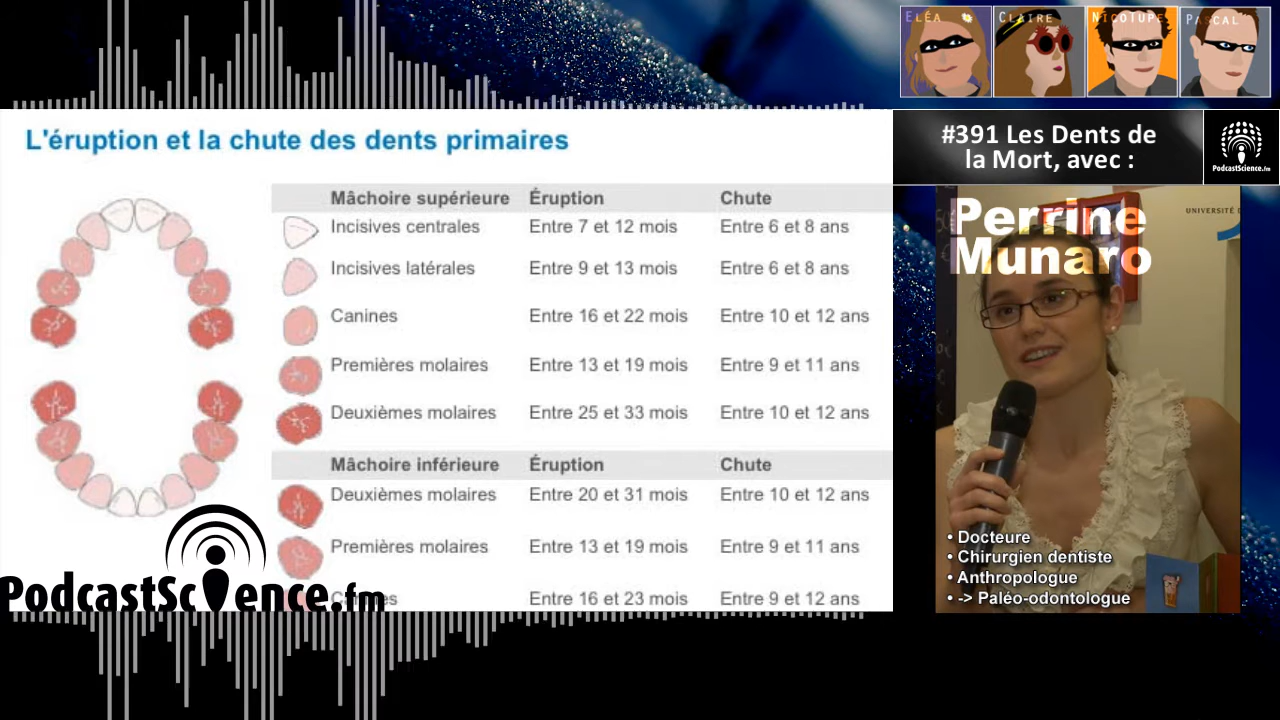 ELÉA
CLAIRE
NICOTUPE
PASCAL
L'éruption et la chute des dents primaires
#391 Les Dents de
la Mort, avec :
PodcastScience.fm
Mâchoire supérieure Éruption Chute
Incisives centrales Entre 7 et 12 mois Entre 6 et 8 ans
Incisives latérales Entre 9 et 13 mois Entre 6 et 8 ans
Canines Entre 16 et 22 mois Entre 10 et 12 ans
Premières molaires Entre 13 et 19 mois Entre 9 et 11 ans
Deuxièmes molaires Entre 25 et 33 mois Entre 10 et 12 ans
Mâchoire inférieure Éruption Chute
Deuxièmes molaires Entre 20 et 31 mois Entre 10 et 12 ans
Premières molaires Entre 13 et 19 mois Entre 9 et 11 ans
Entre 16 et 23 mois Entre 9 et 12 ans
PodcastScience.fm
Perrine
Munaro
UNIVERSITÉ
• Docteure
• Chirurgien dentiste
• Anthropologue
• -> Paléo-odontologue